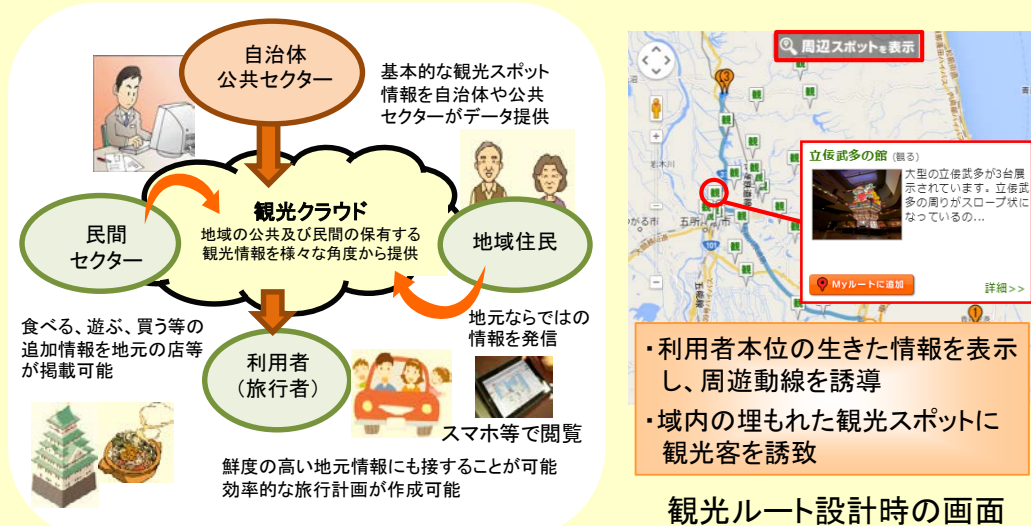 自治体
公共セクター
基本的な観光スポット
情報を自治体や公共
セクターがデータ提供
観光クラウド
地域の公共及び民間の保有する
観光情報を様々な角度から提供
民間
セクター
地域住民
食べる、遊ぶ、買う等の
追加情報を地元の店等
が掲載可能
地元ならではの
情報を発信
利用者
(旅行者)
スマホ等で閲覧
鮮度の高い地元情報にも接することが可能
効率的な旅行計画が作成可能
周辺スポットを表示
立佞武多の館 (観る)
大型の立佞武多が3台展
示されています。立佞武
多の周りがスロープ状に
なっているの...
Myルートに追加
詳細>>
観
101
五能線
1
・利用者本位の生きた情報を表示
し、周遊動線を誘導
・域内の埋もれた観光スポットに
観光客を誘致
観光ルート設計時の画面